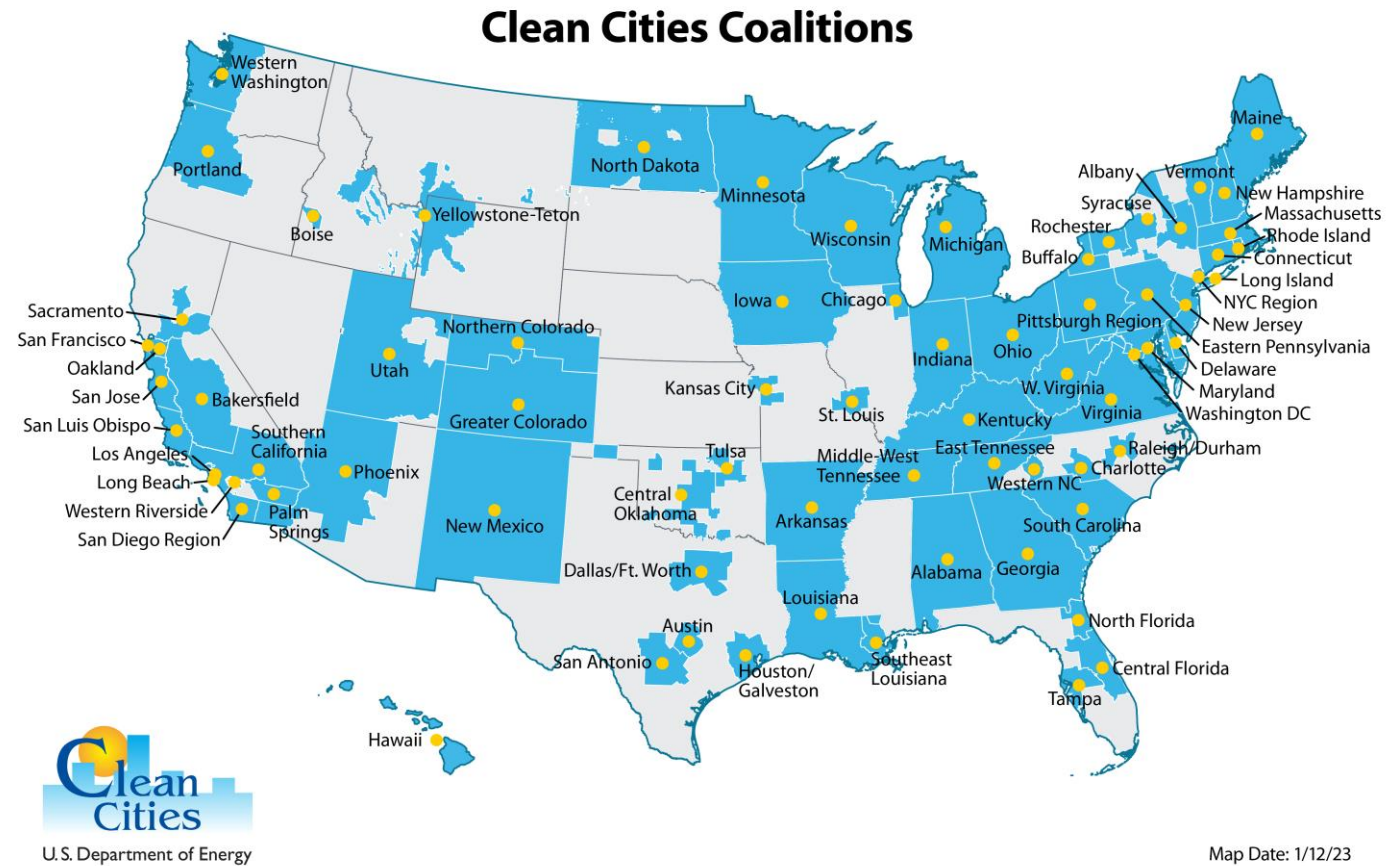 Clean Cities Coalitions
Western
Washington
Portland
Boise
Yellowstone-Teton
North Dakota
Minnesota
Wisconsin
Michigan
Iowa
Chicago
Maine
Albany
Vermont
Syracuse
New Hampshire
Massachusetts
Rochester
Rhode Island
Buffalo
Connecticut
Long Island
NYC Region
Pittsburgh Region
New Jersey
Eastern Pennsylvania
Delaware
Maryland
Washington DC
Sacramento
San Francisco
Oakland
San Jose
Bakersfield
San Luis Obispo
Southern
California
Los Angeles
Long Beach
Western Riverside
San Diego Region
Palm
Springs
Phoenix
Utah
Northern Colorado
Greater Colorado
New Mexico
Kansas City
St. Louis
Indiana
Ohio
W. Virginia
Virginia
Kentucky
East Tennessee
Middle-West
Tennessee
Raleigh/Durham
Charlotte
Western NC
South Carolina
Tulsa
Central
Oklahoma
Arkansas
Dallas/Ft. Worth
Louisiana
Alabama
Georgia
Austin
San Antonio
Houston/
Galveston
Southeast
Louisiana
North Florida
Central Florida
Tampa
Hawaii
Clean
Cities
U.S. Department of Energy
Map Date: 1/12/23